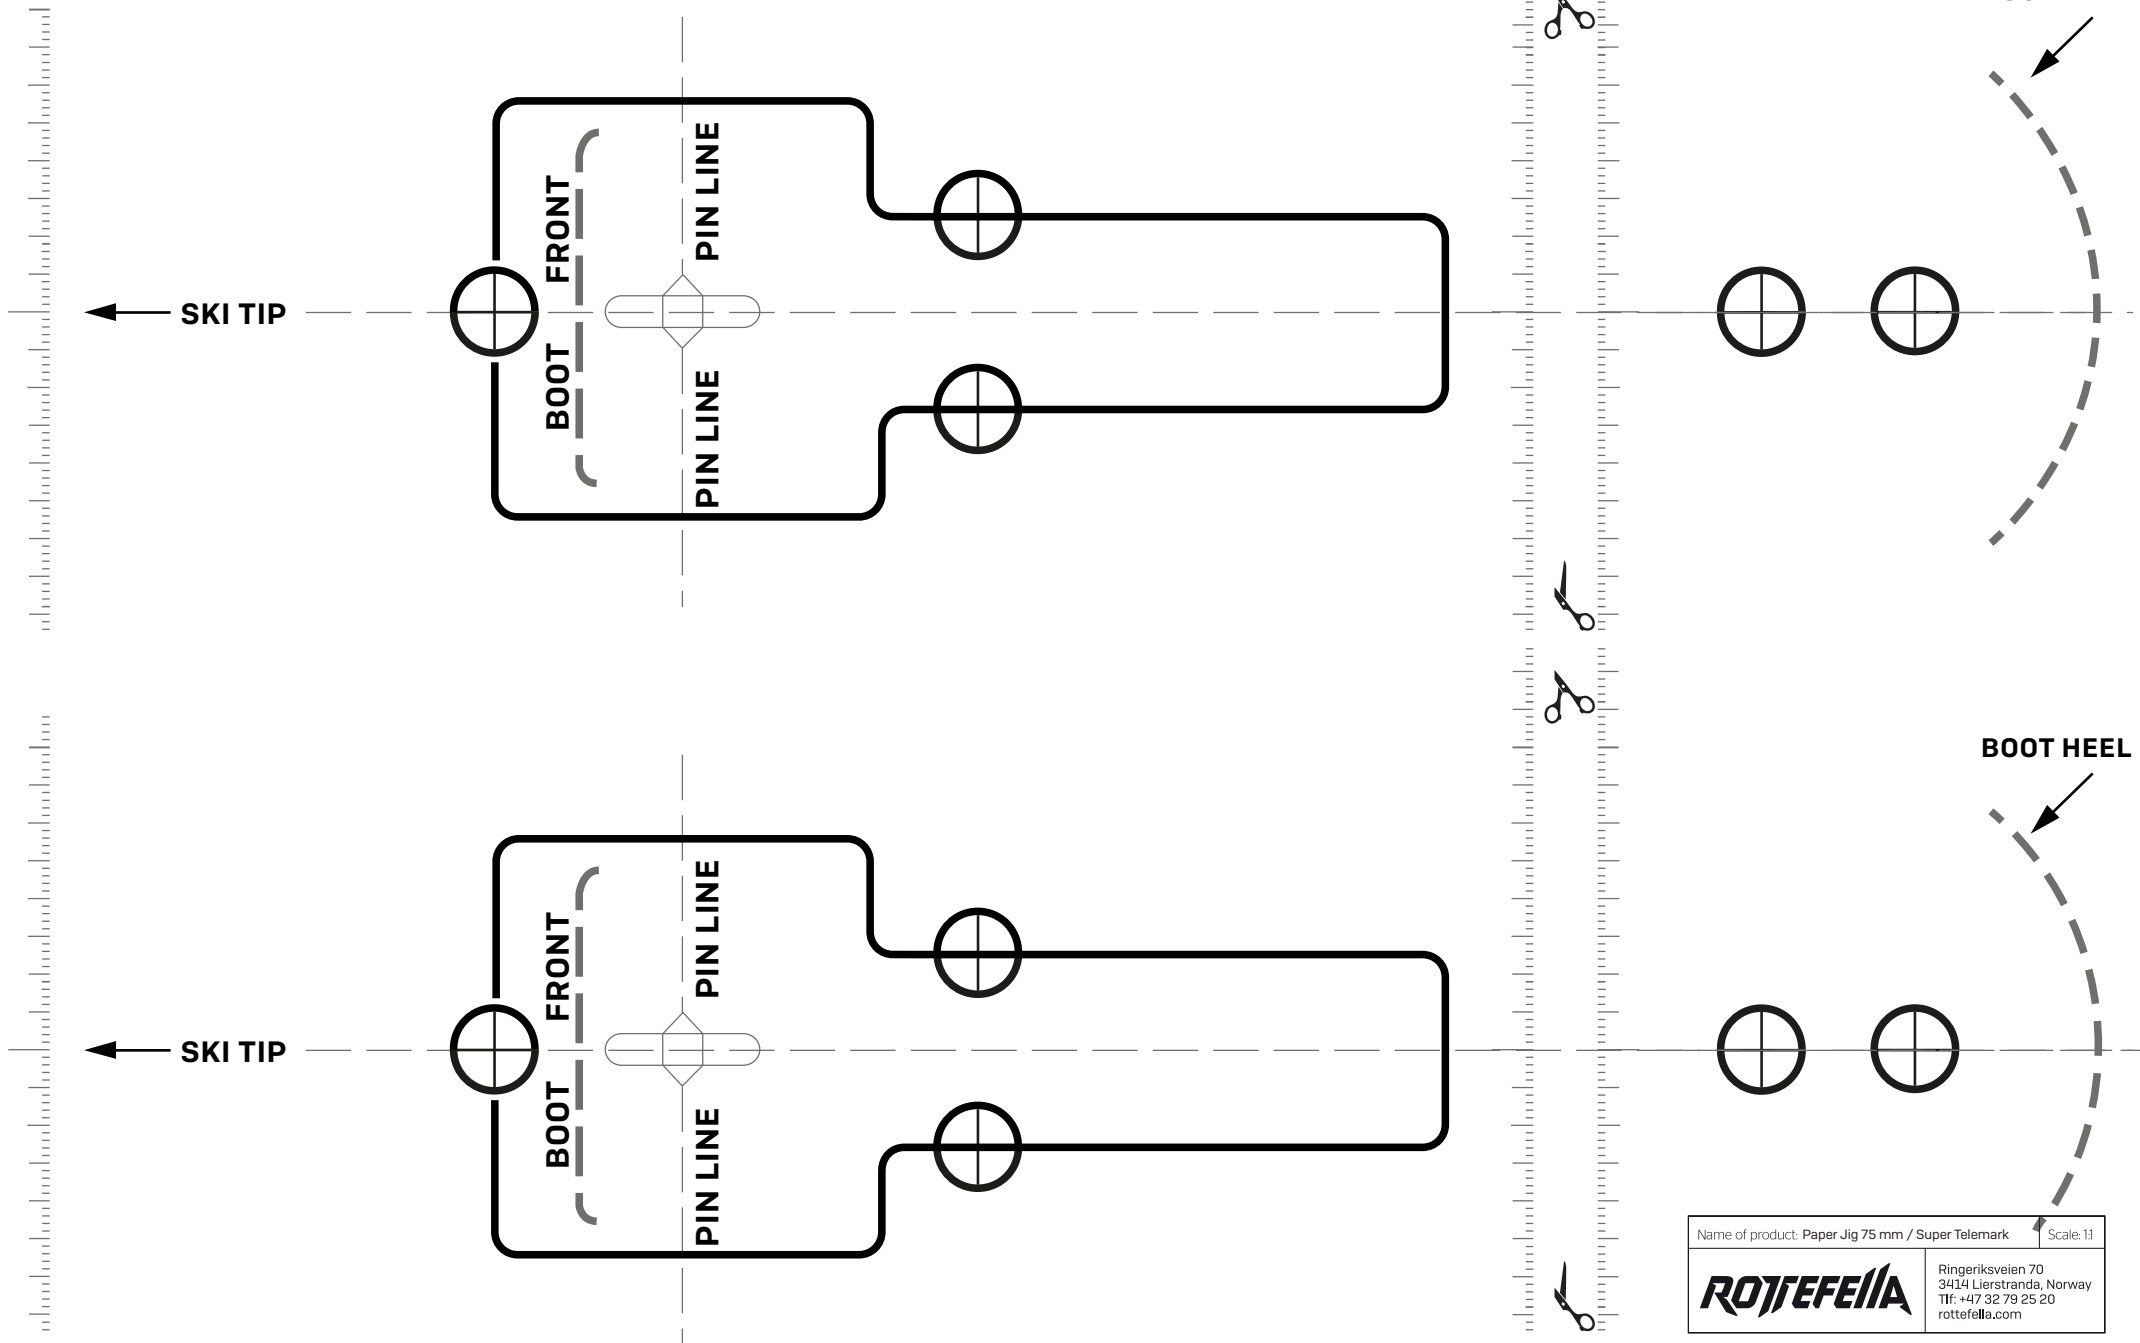 PIN LINE
FRONT
SKI TIP
BOOT
PIN LINE
BOOT HEEL
PIN LINE
FRONT
SKI TIP
BOOT
PIN LINE
Name of product: Paper Jig 75 mm / Super Telemark
Scale: 1:1
ROTTEFELLA
Ringeriksveien 70
3414 Lierstranda, Norway
Tlf: +47 32 79 25 20
rottefella.com